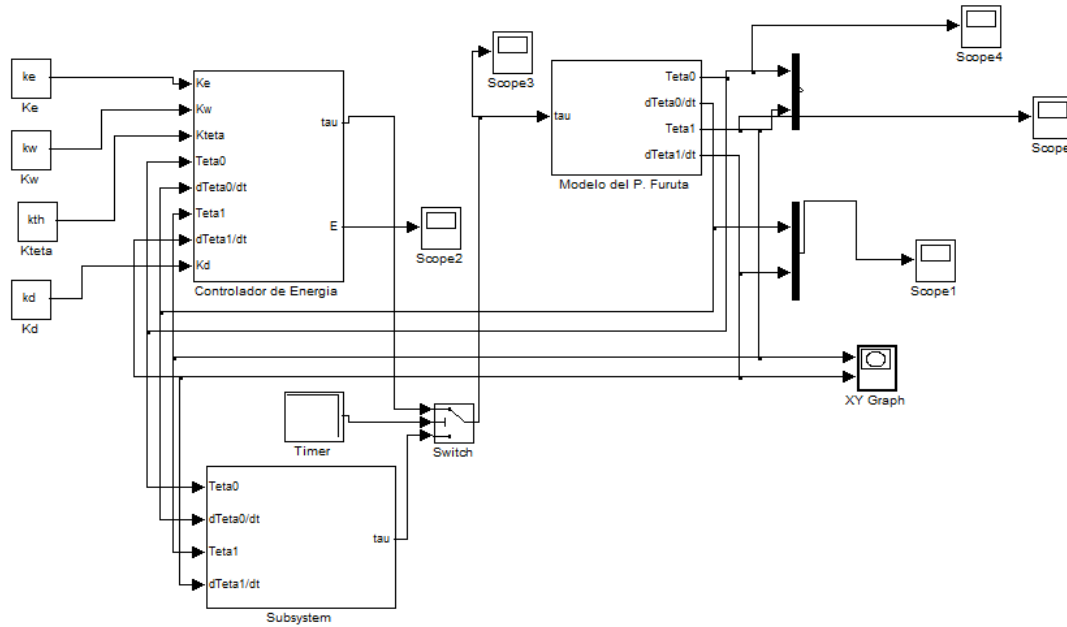 ke
Ke
kw
Kw
kth
Kteta
kd
Kd
Ke
Kw
Kteta
Teta0
dTeta0/dt
Teta1
dTeta1/dt
Kd
tau
E
Controlador de Energía
Scope2
Scope3
tau
Teta0
dTeta0/dt
Teta1
dTeta1/dt
Modelo del P. Furuta
Scope4
Scope
Scope1
XY Graph
Timer
Switch
Teta0
dTeta0/dt
Teta1
dTeta1/dt
tau
Subsystem